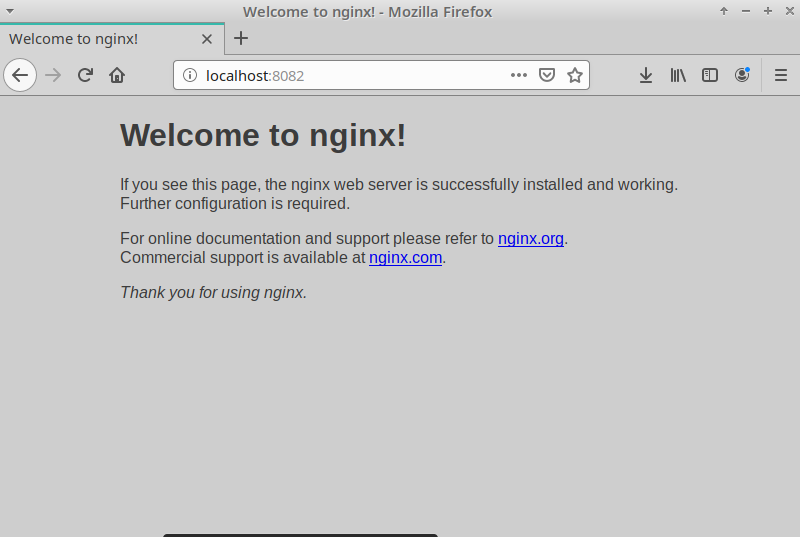 Welcome to nginx! - Mozilla Firefox
Welcome to nginx!
localhost:8082
Welcome to nginx!
If you see this page, the nginx web server is successfully installed and working.
Further configuration is required.
For online documentation and support please refer to nginx.org.
Commercial support is available at nginx.com.
Thank you for using nginx.